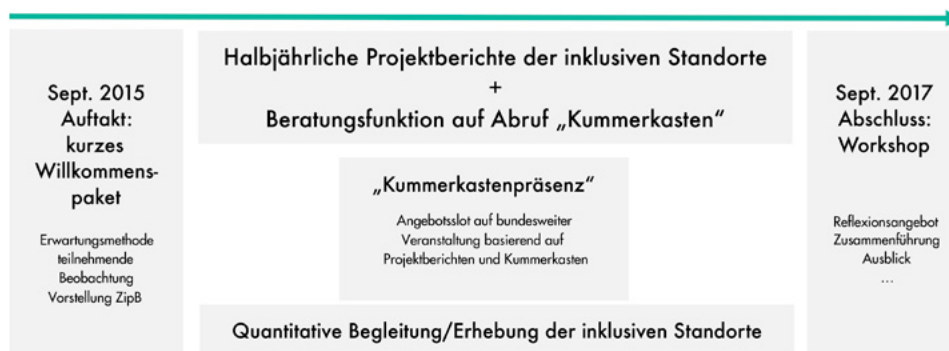 Sept. 2015
Auftakt:
kurzes
Willkommens-
paket
Erwartungsmethode
teilnehmende
Beobachtung
Vorstellung ZipB
Halbjährliche Projektberichte der inklusiven Standorte
+
Beratungsfunktion auf Abruf „Kummerkasten“
„Kummerkastenpräsenz“
Angebotsslot auf bundesweiter
Veranstaltung basierend auf
Projektberichten und Kummerkasten
Quantitative Begleitung/Erhebung der inklusiven Standorte
Sept. 2017
Abschluss:
Workshop
Reflexionsangebot
Zusammenführung
Ausblick
...